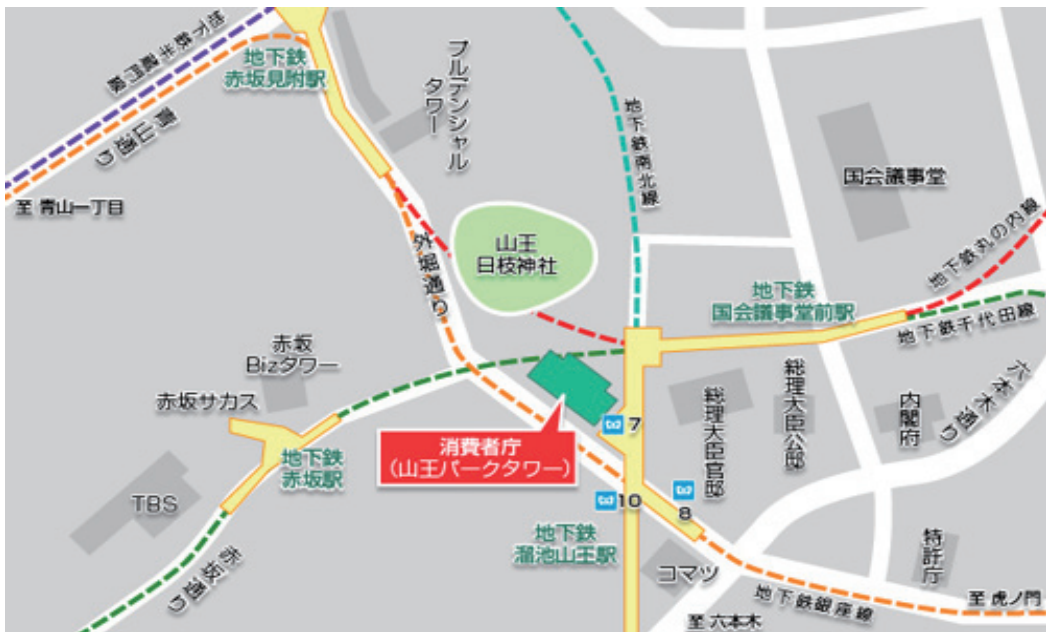 地下鉄半蔵門線
青山通り
至 青山一丁目
地下鉄
赤坂見附駅
プルデンシャル
タワー
外堀通り
山王
日枝神社
地下鉄南北線
国会議事堂
地下鉄丸の内線
地下鉄
国会議事堂前駅
地下鉄千代田線
六本木通り
赤坂
Bizタワー
赤坂サカス
地下鉄
赤坂駅
TBS
赤坂通り
消費者庁
(山王パークタワー)
7
10
8
地下鉄
溜池山王駅
総理大臣官邸
総理大臣公邸
内閣府
特許庁
コマツ
地下鉄銀座線
至 虎ノ門
至 六本木